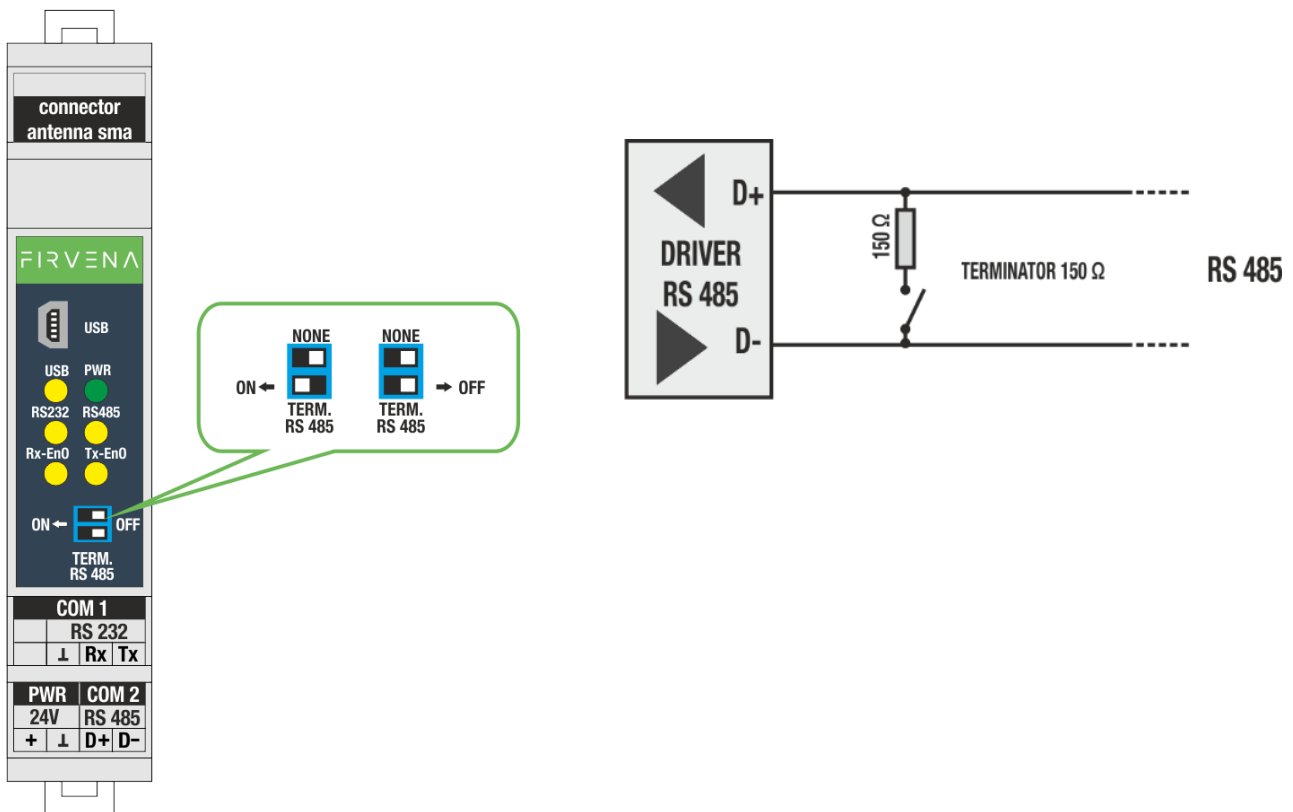 connector
antenna sma
FIRVENA
USB
USB PWR
RS232 RS485
Rx-En0 Tx-En0
ON OFF
TERM.
RS 485
COM 1
RS 232
⊥ Rx Tx
PWR COM 2
24V RS 485
+ ⊥ D+ D-
NONE NONE
ON OFF
TERM. TERM.
RS 485 RS 485
D+
DRIVER
RS 485
D-
150 Ω
TERMINATOR 150 Ω
RS 485